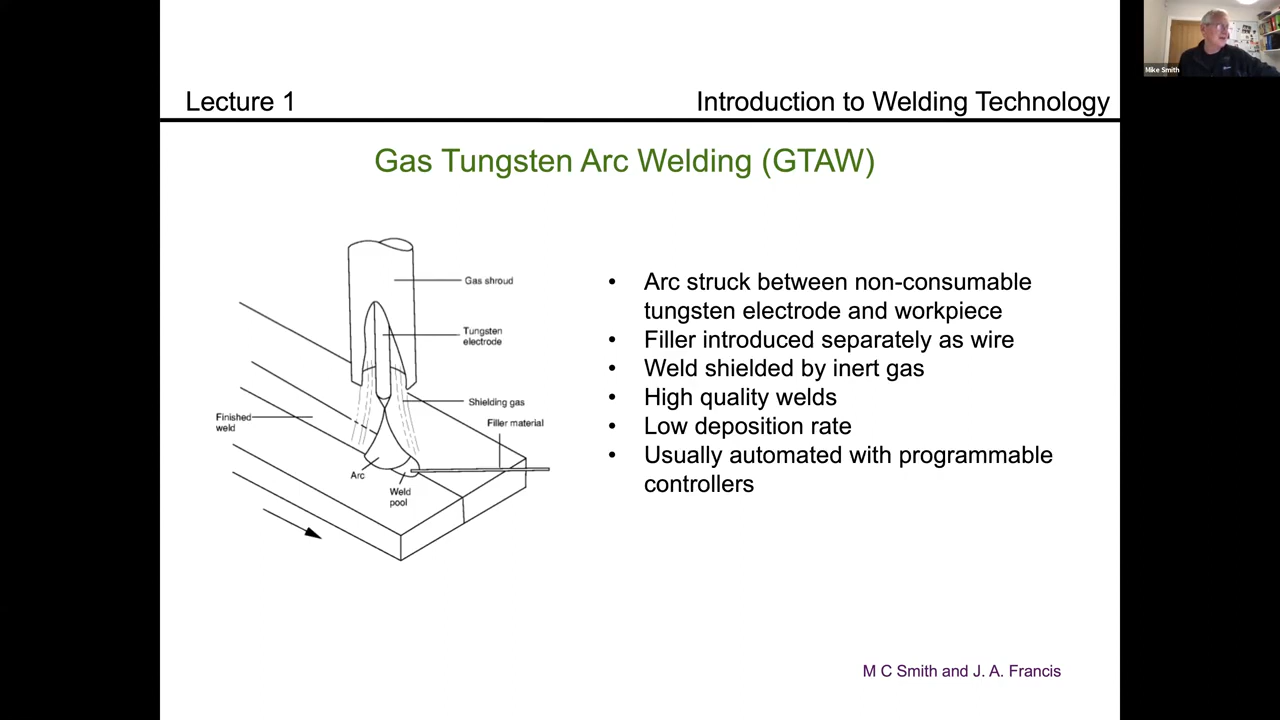 Mike Smith
Lecture 1
Introduction to Welding Technology
Gas Tungsten Arc Welding (GTAW)
Gas shroud
Tungsten
electrode
Shielding gas
Filler material
Finished
weld
Arc
Weld
pool
• Arc struck between non-consumable
tungsten electrode and workpiece
• Filler introduced separately as wire
• Weld shielded by inert gas
• High quality welds
• Low deposition rate
• Usually automated with programmable
controllers
M C Smith and J. A. Francis